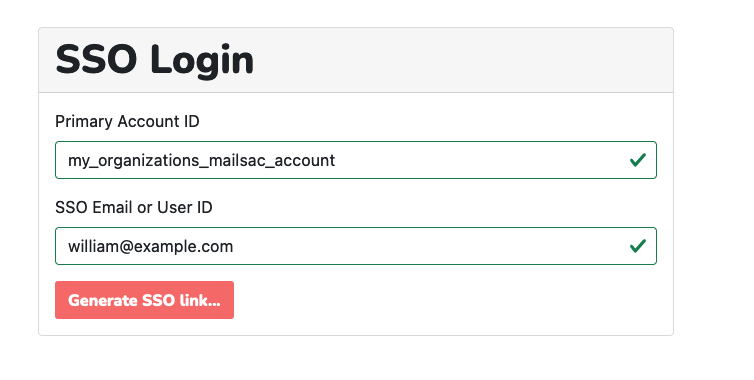 SSO Login
Primary Account ID
my_organizations_mailsac_account
SSO Email or User ID
william@example.com
Generate SSO link...